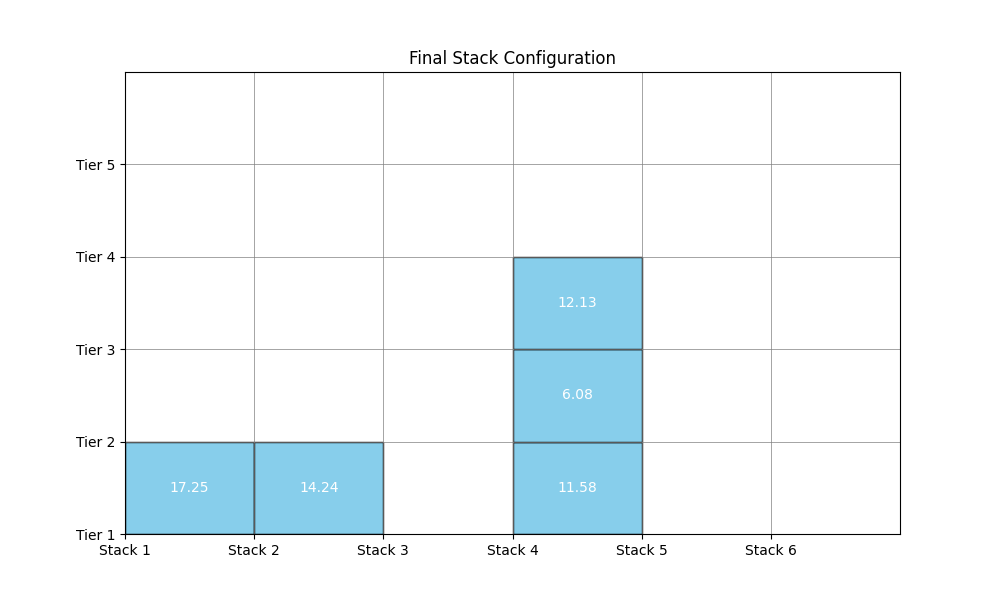 Final Stack Configuration
Tier 5
Tier 4
12.13
Tier 3
6.08
Tier 2
17.25 14.24 11.58
Tier 1
Stack 1 Stack 2 Stack 3 Stack 4 Stack 5 Stack 6